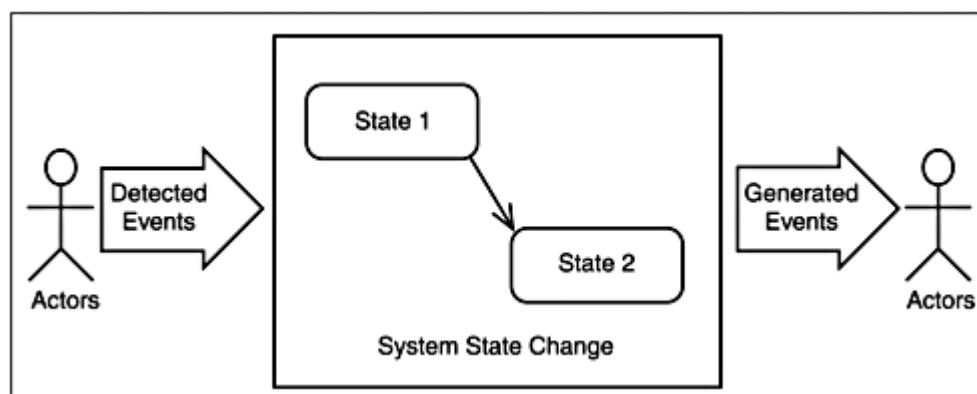 State 1
Detected
Events
Generated
Events
State 2
Actors
Actors
System State Change